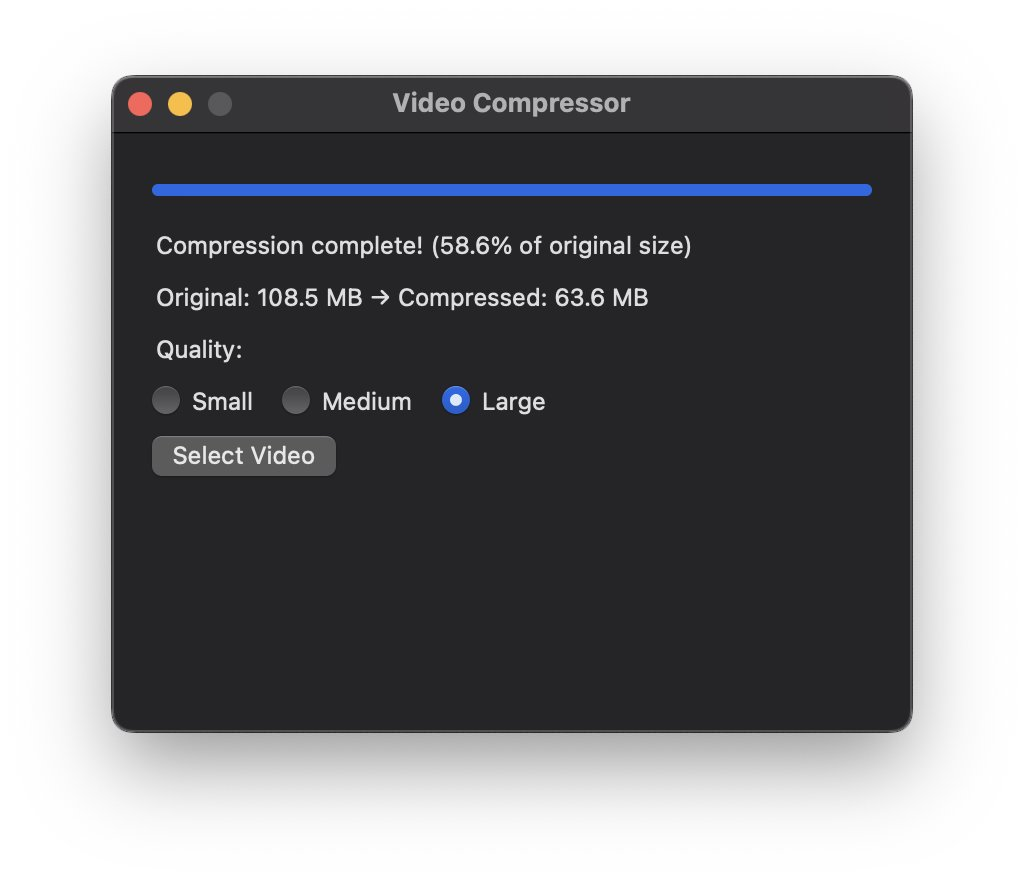 Video Compressor
Compression complete! (58.6% of original size)
Original: 108.5 MB → Compressed: 63.6 MB
Quality:
Small Medium Large
Select Video